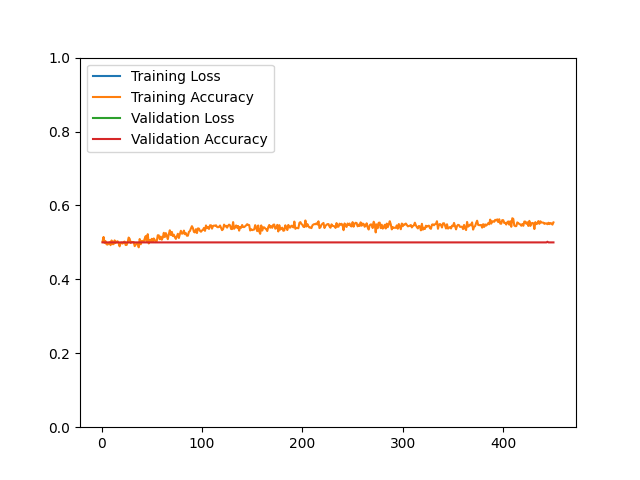 1.0
0.8
0.6
0.4
0.2
0.0
Training Loss
Training Accuracy
Validation Loss
Validation Accuracy
0 100 200 300 400